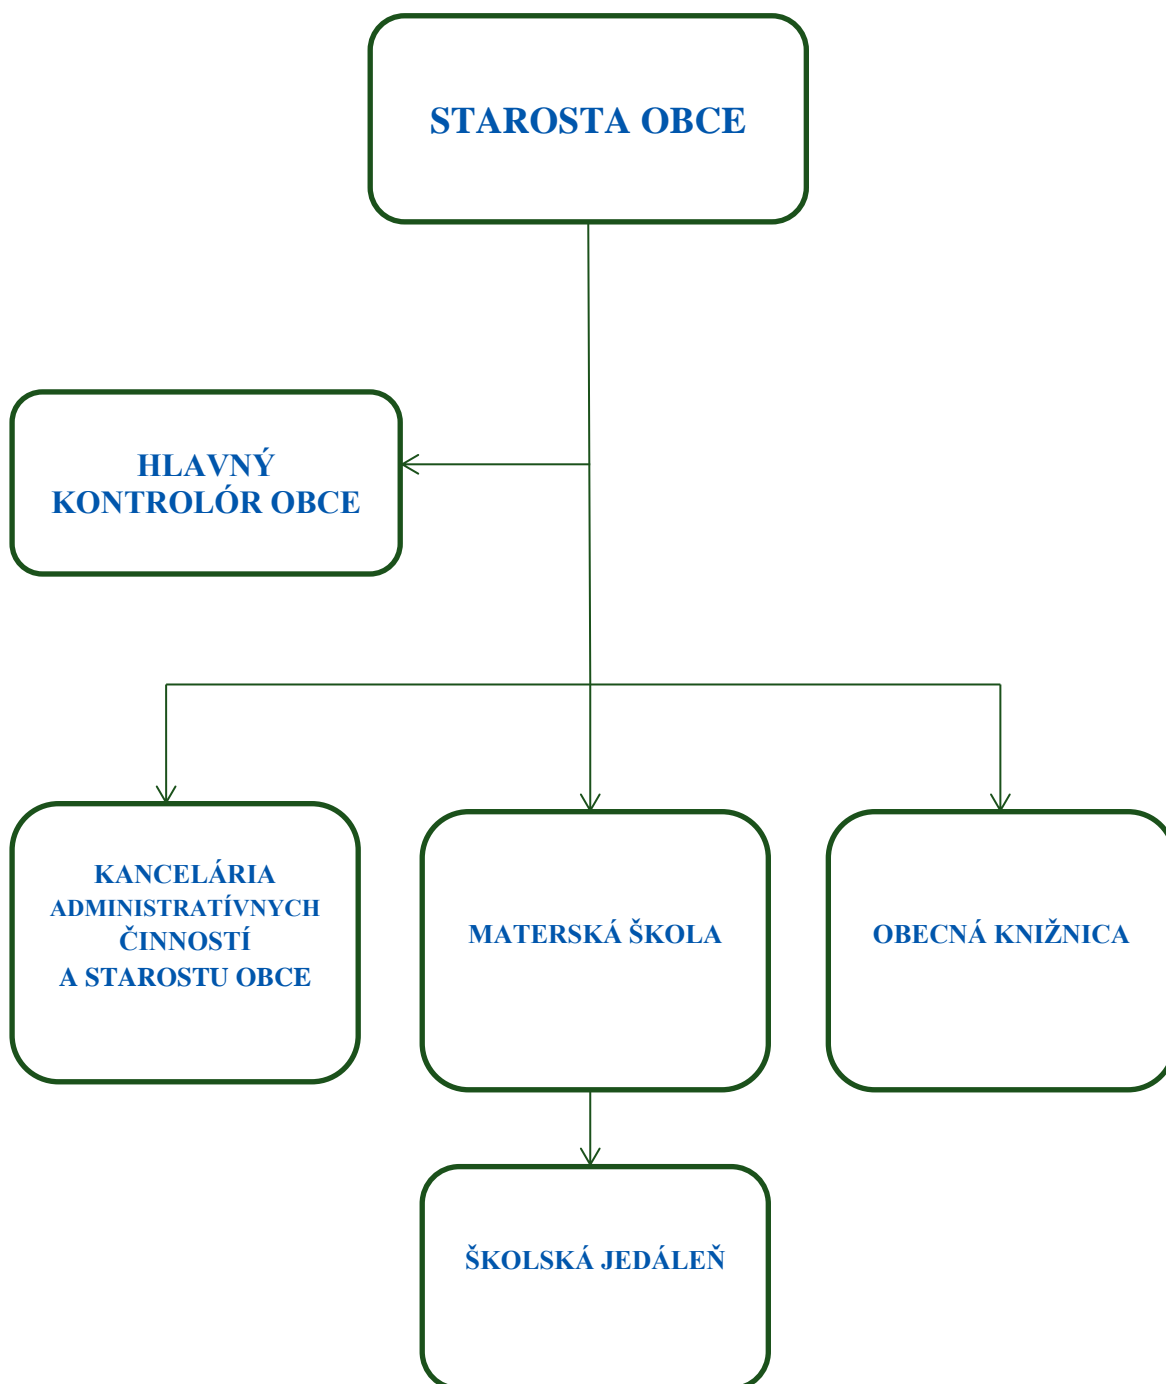 STAROSTA OBCE
HLAVNÝ
KONTROLÓR OBCE
KANCELÁRIA
ADMINISTRATÍVNYCH
ČINNOSTÍ
A STAROSTU OBCE
MATERSKÁ ŠKOLA
OBECNÁ KNIŽNICA
ŠKOLSKÁ JEDÁLEŇ